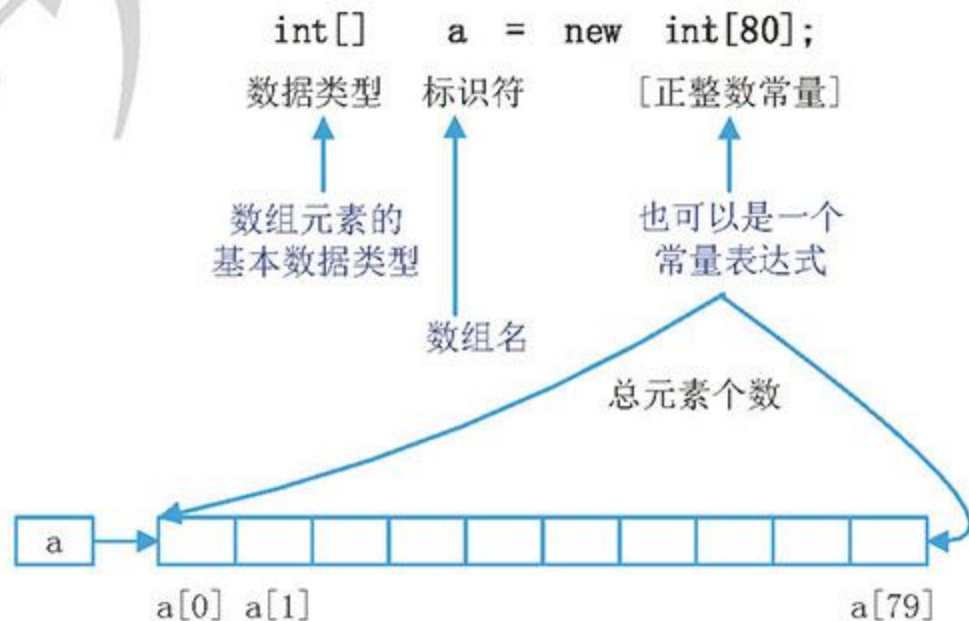 int[] a = new int[80];
数据类型 标识符 [正整数常量]
数组元素的 也可以是一个
基本数据类型 常量表达式
数组名
总元素个数
a
a[0] a[1] a[79]